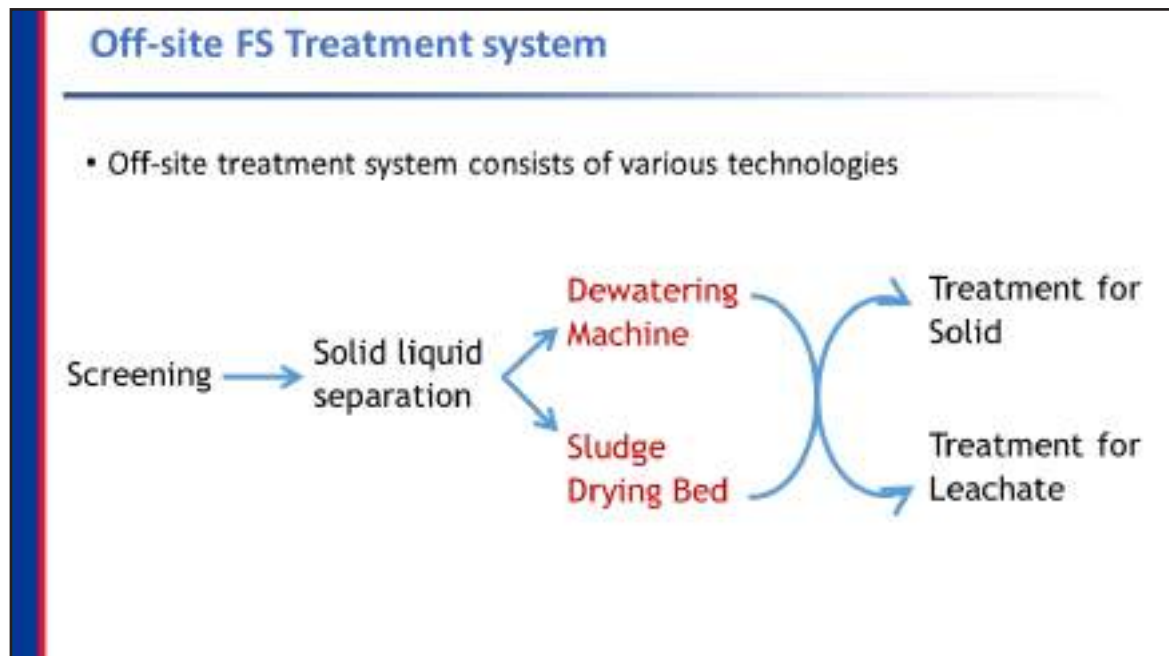 Off-site FS Treatment system
• Off-site treatment system consists of various technologies
Screening
Solid liquid
separation
Dewatering
Machine
Sludge
Drying Bed
Treatment for
Solid
Treatment for
Leachate